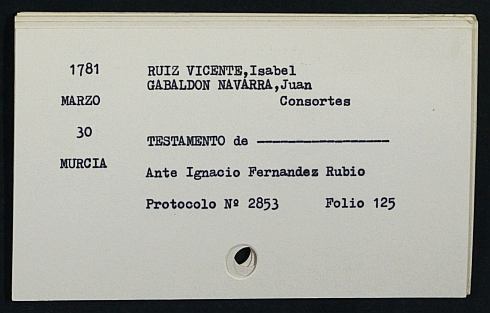 1781 RUIZ VICENTE,Isabel
GABALDON NAVARRA,Juan
MARZO Consortes
30
TESTAMENTO de ----------------
MURCIA
Ante Ignacio Fernandez Rubio
Protocolo Nº 2853 Folio 125